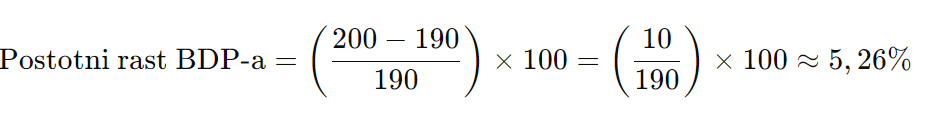 Postotni rast BDP-a = (200 − 190 / 190) × 100 = (10 / 190) × 100 ≈ 5, 26%